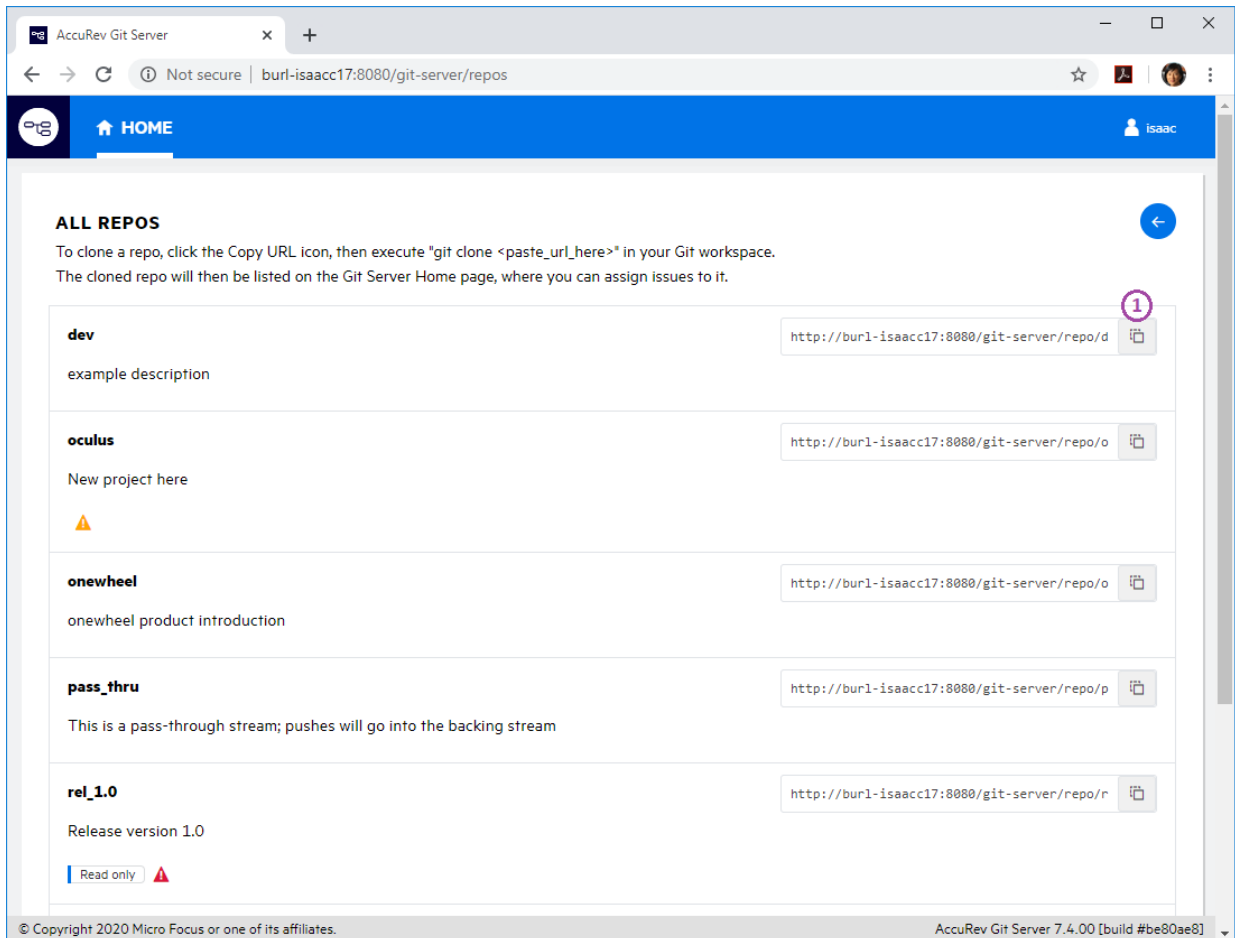 AccuRev Git Server
Not secure | burl-isaacc17:8080/git-server/repos
HOME
isaac
ALL REPOS
To clone a repo, click the Copy URL icon, then execute "git clone <paste_url_here>" in your Git workspace.
The cloned repo will then be listed on the Git Server Home page, where you can assign issues to it.
1
dev
http://burl-isaacc17:8080/git-server/repo/d
example description
oculus
http://burl-isaacc17:8080/git-server/repo/o
New project here
onewheel
http://burl-isaacc17:8080/git-server/repo/o
onewheel product introduction
pass_thru
http://burl-isaacc17:8080/git-server/repo/p
This is a pass-through stream; pushes will go into the backing stream
rel_1.0
http://burl-isaacc17:8080/git-server/repo/r
Release version 1.0
Read only
© Copyright 2020 Micro Focus or one of its affiliates.
AccuRev Git Server 7.4.00 [build #be80ae8]